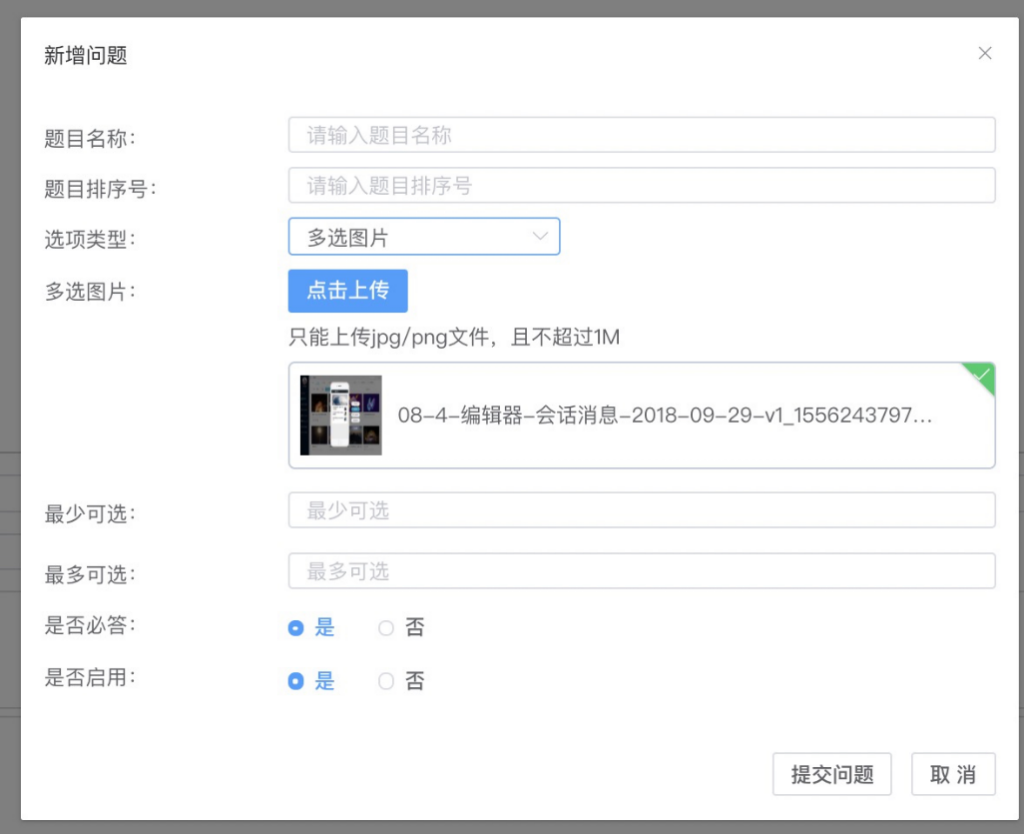 新增问题
题目名称：
请输入题目名称
题目排序号：
请输入题目排序号
选项类型：
多选图片
多选图片：
点击上传
只能上传jpg/png文件，且不超过1M
08-4-编辑器-会话消息-2018-09-29-v1_1556243797...
最少可选：
最少可选
最多可选：
最多可选
是否必答：
是 否
是否启用：
是 否
提交问题 取 消